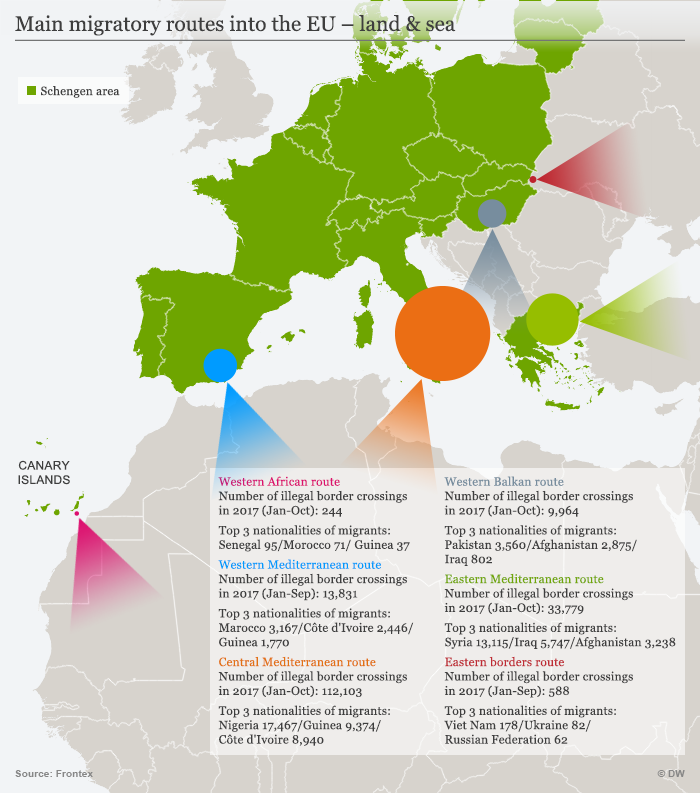 Main migratory routes into the EU – land & sea
Schengen area
CANARY
ISLANDS
Western African route
Number of illegal border crossings
in 2017 (Jan-Oct): 244
Top 3 nationalities of migrants:
Senegal 95/Morocco 71/ Guinea 37
Western Mediterranean route
Number of illegal border crossings
in 2017 (Jan-Sep): 13,831
Top 3 nationalities of migrants:
Marocco 3,167/Côte d'Ivoire 2,446/
Guinea 1,770
Central Mediterranean route
Number of illegal border crossings
in 2017 (Jan-Oct): 112,103
Top 3 nationalities of migrants:
Nigeria 17,467/Guinea 9,374/
Côte d'Ivoire 8,940
Western Balkan route
Number of illegal border crossings
in 2017 (Jan-Oct): 9,964
Top 3 nationalities of migrants:
Pakistan 3,560/Afghanistan 2,875/
Iraq 802
Eastern Mediterranean route
Number of illegal border crossings
in 2017 (Jan-Oct): 33,779
Top 3 nationalities of migrants:
Syria 13,115/Iraq 5,747/Afghanistan 3,238
Eastern borders route
Number of illegal border crossings
in 2017 (Jan-Sep): 588
Top 3 nationalities of migrants:
Viet Nam 178/Ukraine 82/
Russian Federation 62
Source: Frontex
© DW